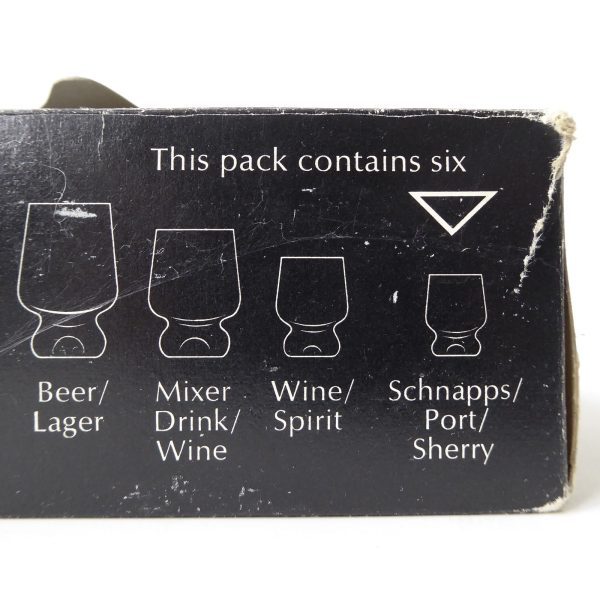 This pack contains six
Beer/
Lager
Mixer
Drink/
Wine
Wine/
Spirit
Schnapps/
Port/
Sherry